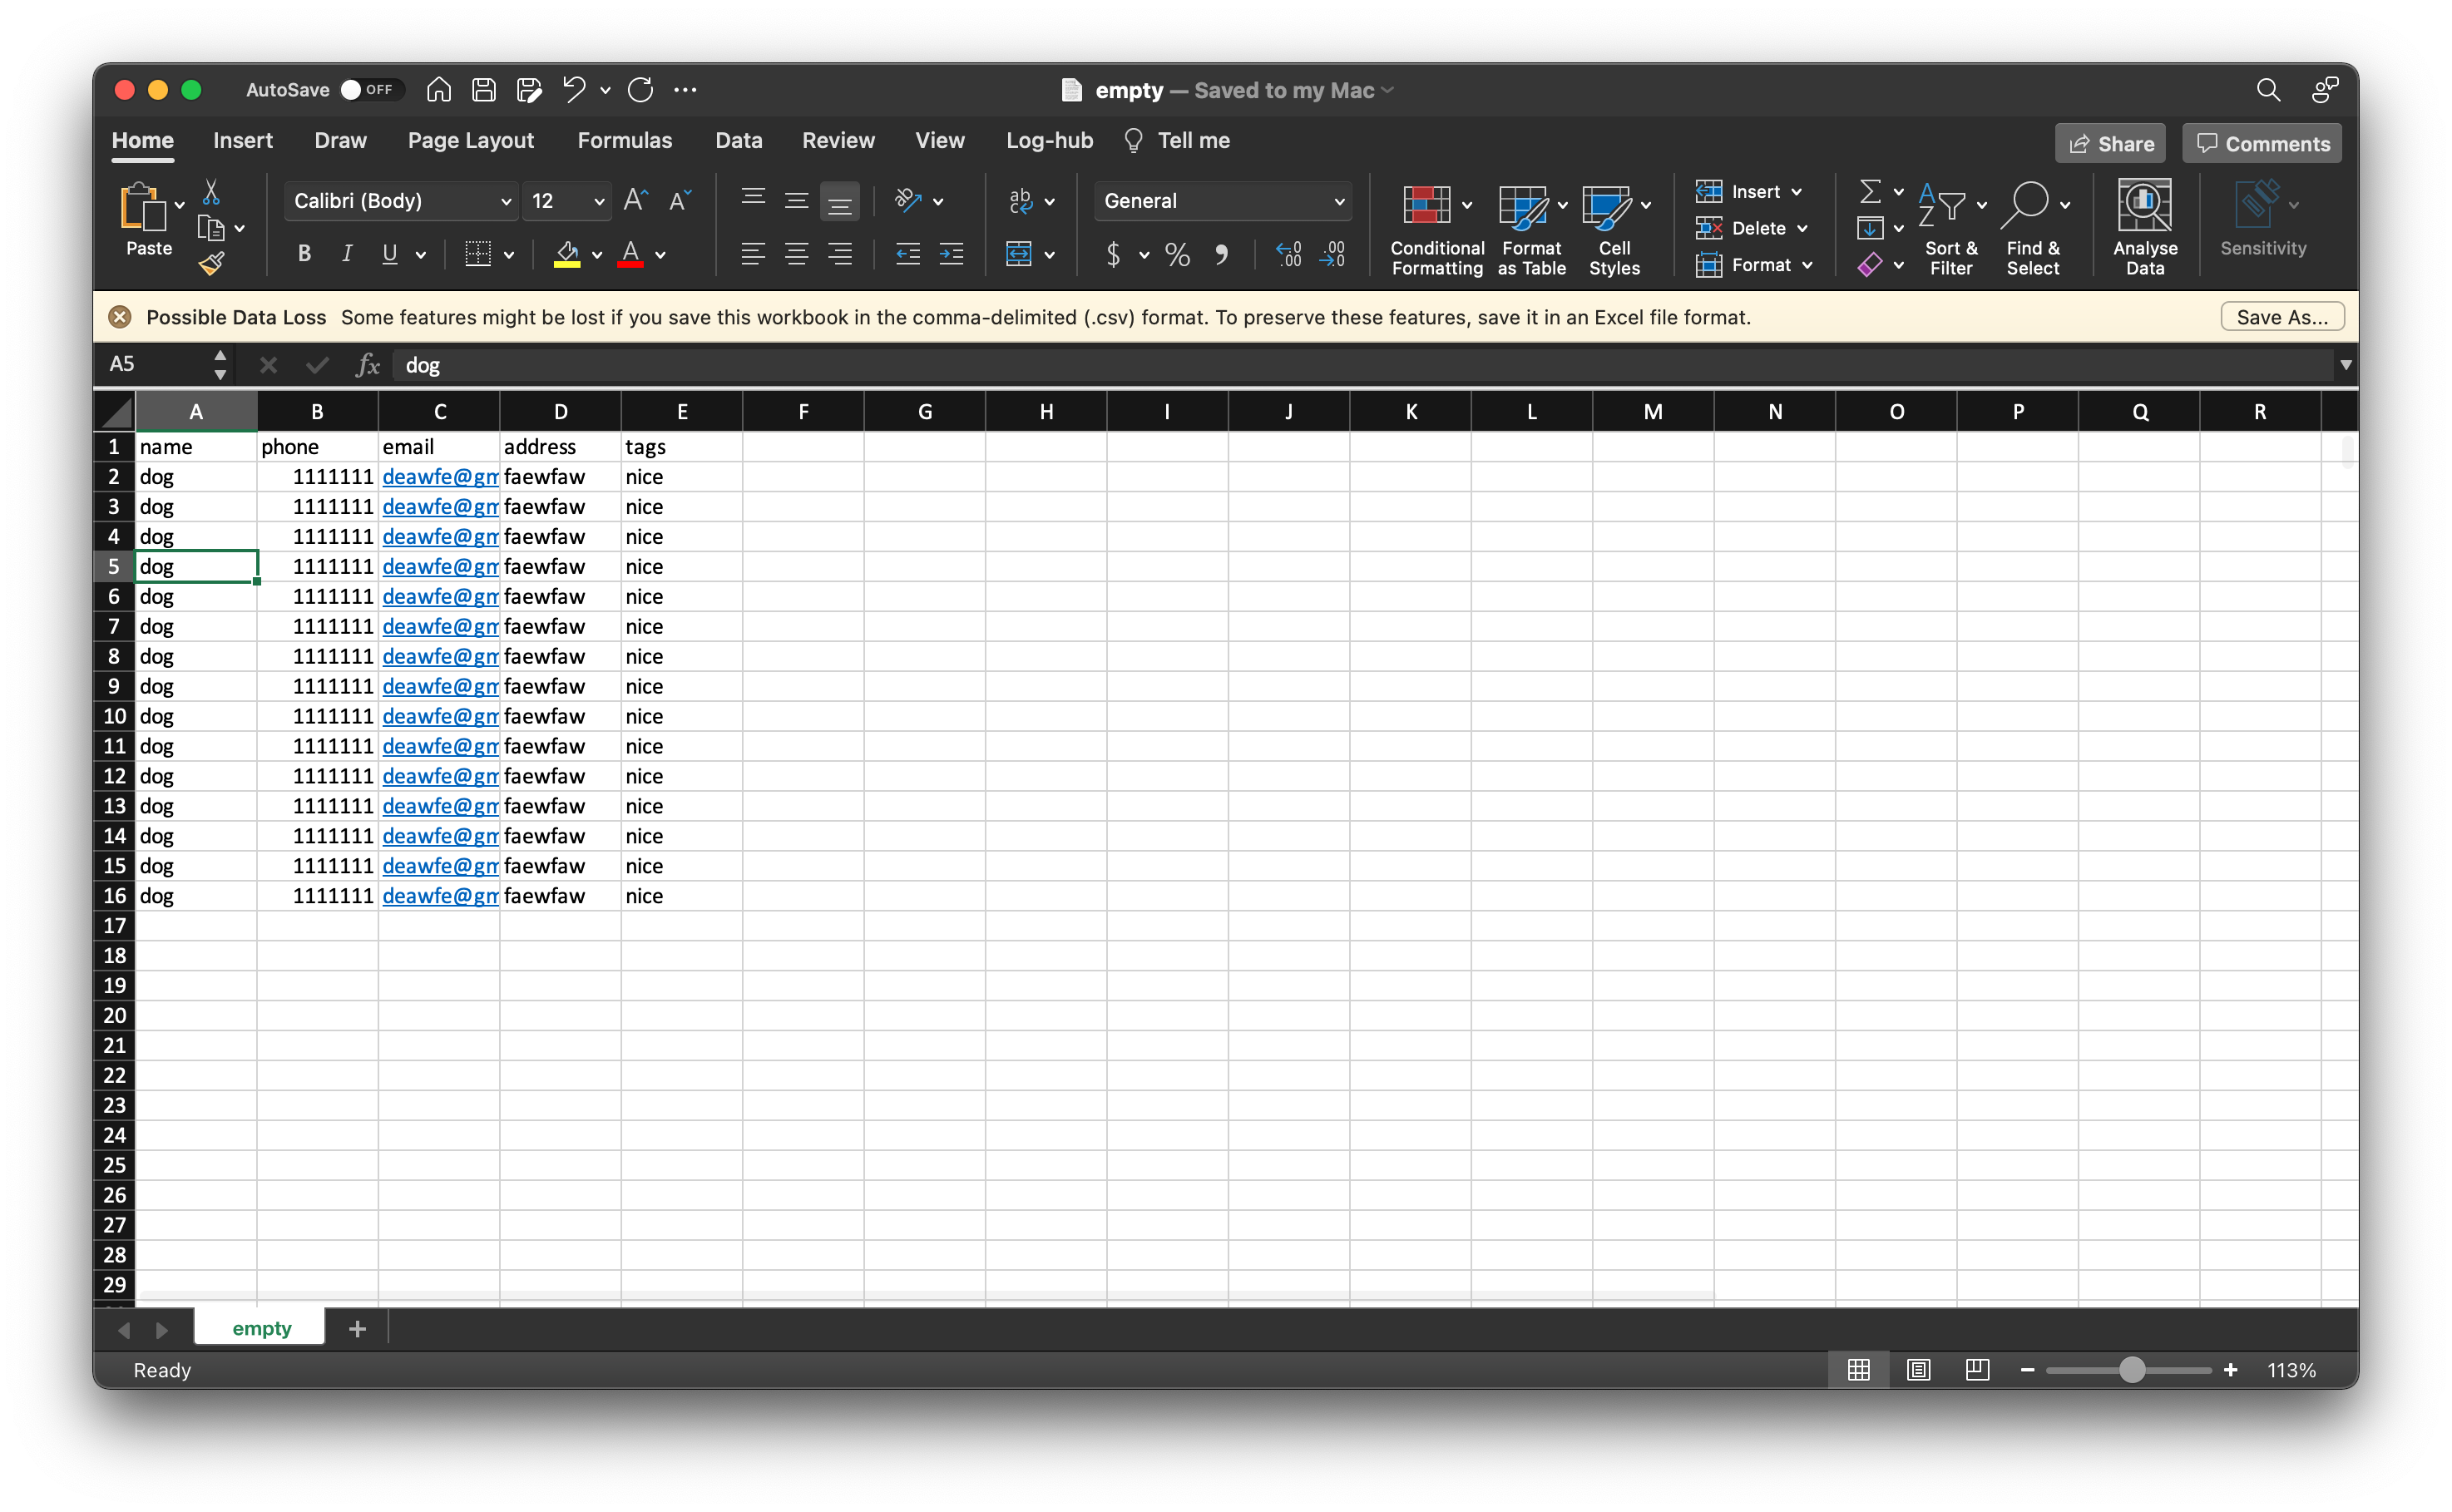 AutoSave OFF empty — Saved to my Mac
Home Insert Draw Page Layout Formulas Data Review View Log-hub Tell me Share Comments
Paste Calibri (Body) 12 General Insert
Delete
Format
B I U
Conditional Formatting Format as Table Cell Styles Sort & Filter Find & Select Analyse Data Sensitivity
Possible Data Loss Some features might be lost if you save this workbook in the comma-delimited (.csv) format. To preserve these features, save it in an Excel file format. Save As...
A5 fx dog
A B C D E F G H I J K L M N O P Q R
1 name phone email address tags
2 dog 1111111 deawfe@gm faewfaw nice
3 dog 1111111 deawfe@gm faewfaw nice
4 dog 1111111 deawfe@gm faewfaw nice
5 dog 1111111 deawfe@gm faewfaw nice
6 dog 1111111 deawfe@gm faewfaw nice
7 dog 1111111 deawfe@gm faewfaw nice
8 dog 1111111 deawfe@gm faewfaw nice
9 dog 1111111 deawfe@gm faewfaw nice
10 dog 1111111 deawfe@gm faewfaw nice
11 dog 1111111 deawfe@gm faewfaw nice
12 dog 1111111 deawfe@gm faewfaw nice
13 dog 1111111 deawfe@gm faewfaw nice
14 dog 1111111 deawfe@gm faewfaw nice
15 dog 1111111 deawfe@gm faewfaw nice
16 dog 1111111 deawfe@gm faewfaw nice
17
18
19
20
21
22
23
24
25
26
27
28
29
empty +
Ready 113%